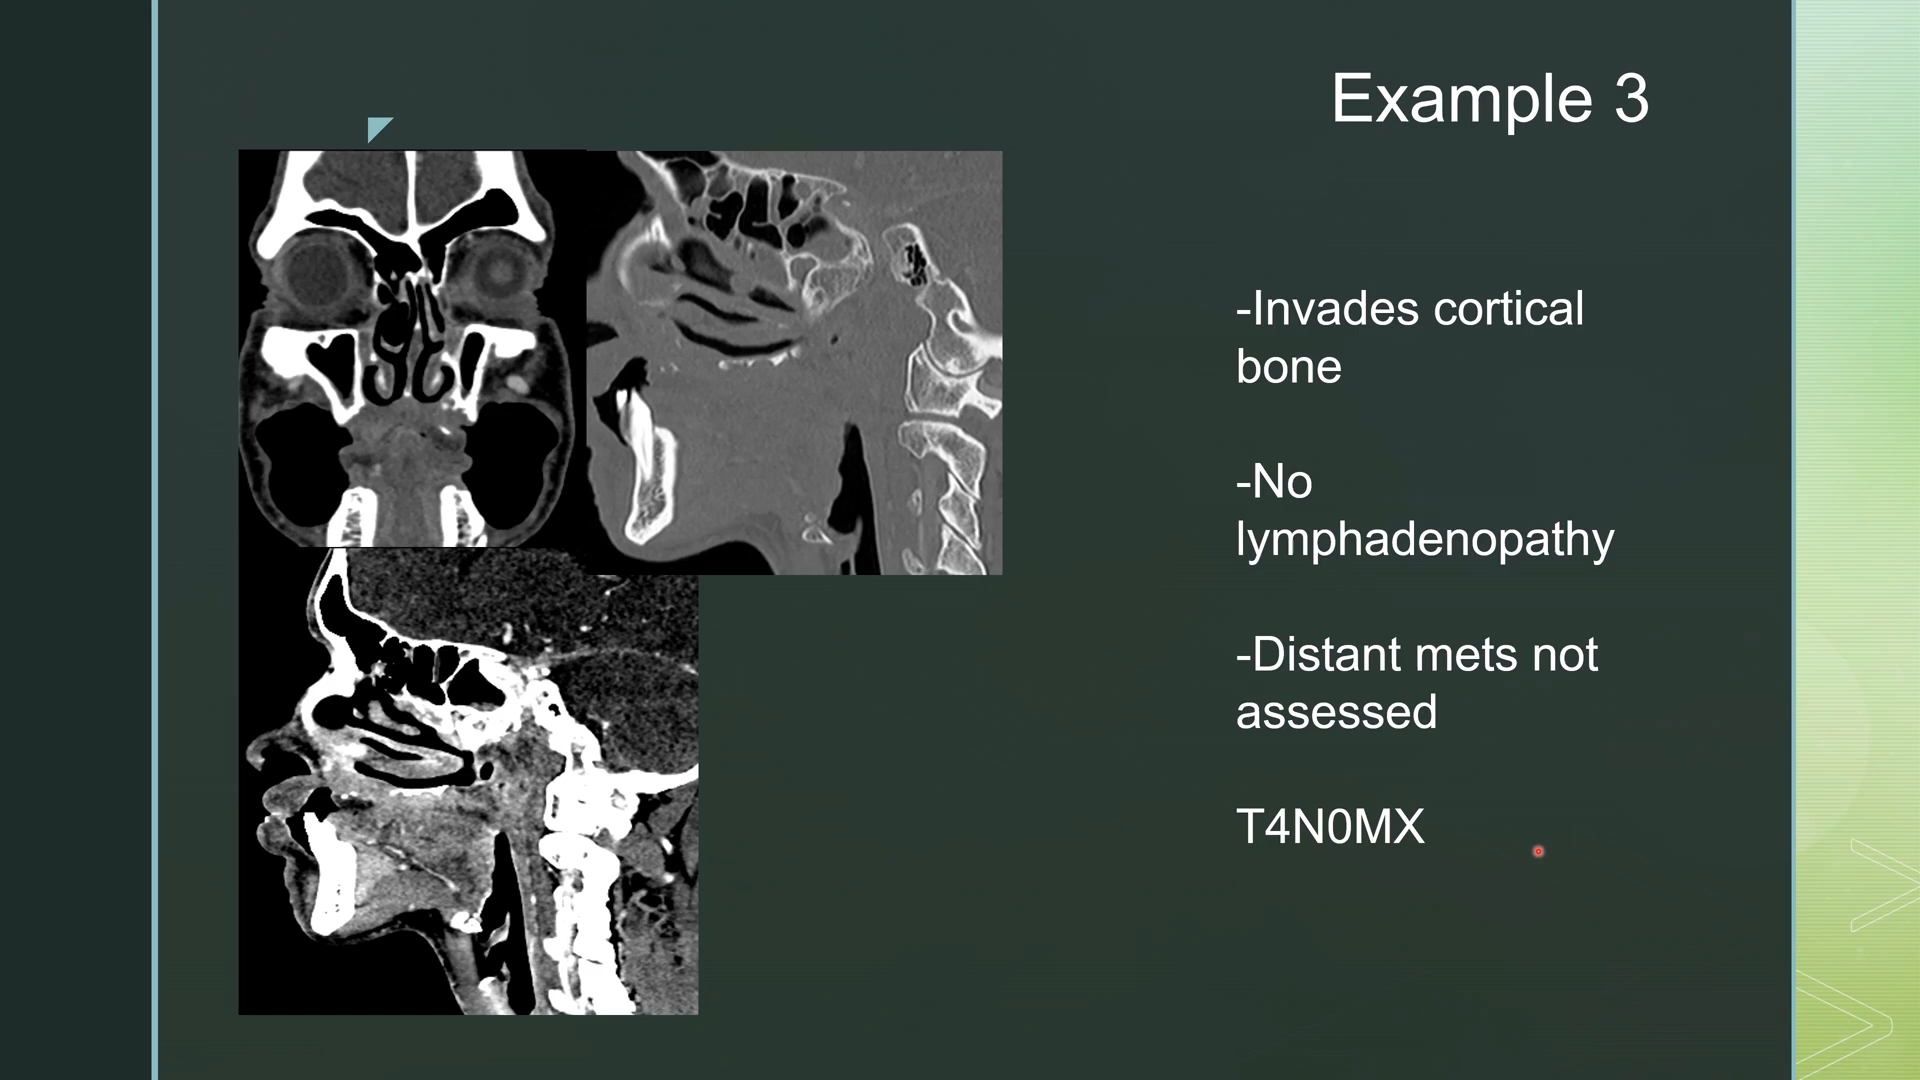 Example 3
-Invades cortical
bone
-No
lymphadenopathy
-Distant mets not
assessed
T4N0MX